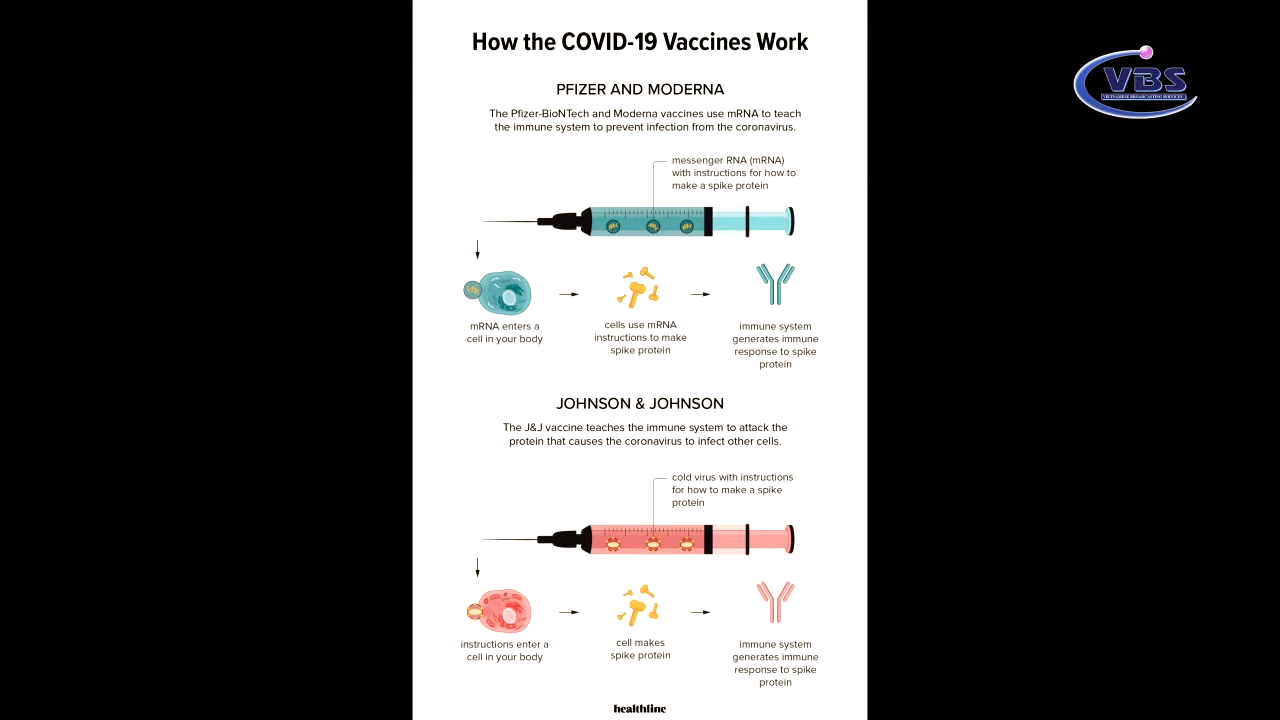 How the COVID-19 Vaccines Work
VBS
VIETNAMESE BROADCASTING SERVICES
PFIZER AND MODERNA
The Pfizer-BioNTech and Moderna vaccines use mRNA to teach
the immune system to prevent infection from the coronavirus.
messenger RNA (mRNA)
with instructions for how to
make a spike protein
mRNA enters a
cell in your body
cells use mRNA
instructions to make
spike protein
immune system
generates immune
response to spike
protein
JOHNSON & JOHNSON
The J&J vaccine teaches the immune system to attack the
protein that causes the coronavirus to infect other cells.
cold virus with instructions
for how to make a spike
protein
instructions enter a
cell in your body
cell makes
spike protein
immune system
generates immune
response to spike
protein
healthline